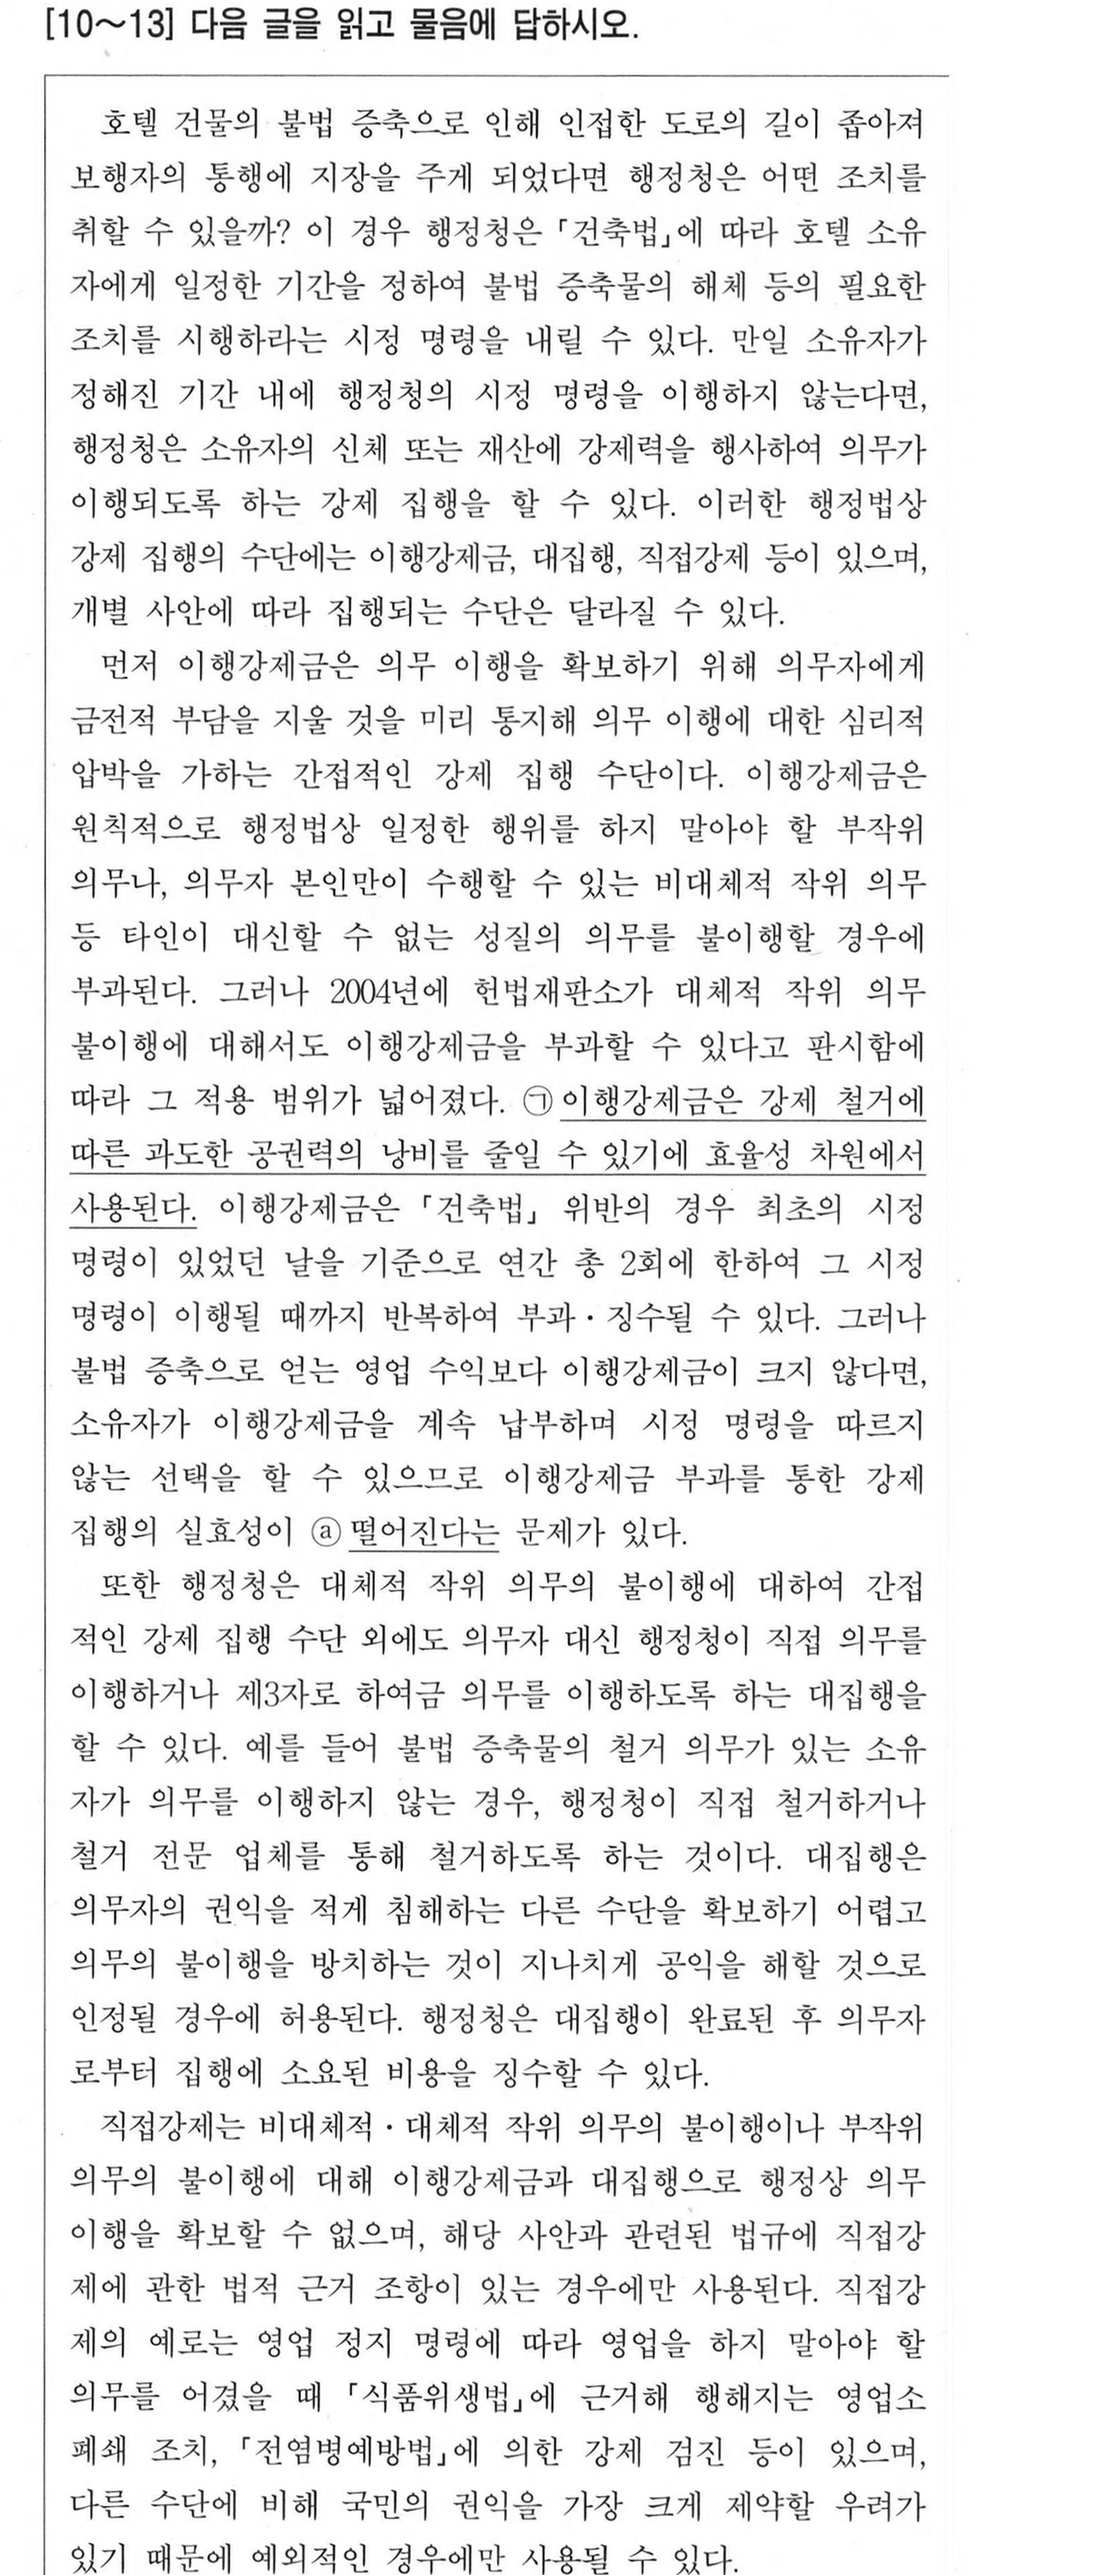 [10～13] 다음 글을 읽고 물음에 답하시오.
호텔 건물의 불법 증축으로 인해 인접한 도로의 길이 좁아져
보행자의 통행에 지장을 주게 되었다면 행정청은 어떤 조치를
취할 수 있을까? 이 경우 행정청은 ｢건축법｣에 따라 호텔 소유
자에게 일정한 기간을 정하여 불법 증축물의 해체 등의 필요한
조치를 시행하라는 시정 명령을 내릴 수 있다. 만일 소유자가
정해진 기간 내에 행정청의 시정 명령을 이행하지 않는다면,
행정청은 소유자의 신체 또는 재산에 강제력을 행사하여 의무가
이행되도록 하는 강제 집행을 할 수 있다. 이러한 행정법상
강제 집행의 수단에는 이행강제금, 대집행, 직접강제 등이 있으며,
개별 사안에 따라 집행되는 수단은 달라질 수 있다.
먼저 이행강제금은 의무 이행을 확보하기 위해 의무자에게
금전적 부담을 지울 것을 미리 통지해 의무 이행에 대한 심리적
압박을 가하는 간접적인 강제 집행 수단이다. 이행강제금은
원칙적으로 행정법상 일정한 행위를 하지 말아야 할 부작위
의무나, 의무자 본인만이 수행할 수 있는 비대체적 작위 의무
등 타인이 대신할 수 없는 성질의 의무를 불이행할 경우에
부과된다. 그러나 2004년에 헌법재판소가 대체적 작위 의무
불이행에 대해서도 이행강제금을 부과할 수 있다고 판시함에
따라 그 적용 범위가 넓어졌다. ㉠이행강제금은 강제 철거에
따른 과도한 공권력의 낭비를 줄일 수 있기에 효율성 차원에서
사용된다. 이행강제금은 ｢건축법｣ 위반의 경우 최초의 시정
명령이 있었던 날을 기준으로 연간 총 2회에 한하여 그 시정
명령이 이행될 때까지 반복하여 부과·징수될 수 있다. 그러나
불법 증축으로 얻는 영업 수익보다 이행강제금이 크지 않다면,
소유자가 이행강제금을 계속 납부하며 시정 명령을 따르지
않는 선택을 할 수 있으므로 이행강제금 부과를 통한 강제
집행의 실효성이 ⓐ떨어진다는 문제가 있다.
또한 행정청은 대체적 작위 의무의 불이행에 대하여 간접
적인 강제 집행 수단 외에도 의무자 대신 행정청이 직접 의무를
이행하거나 제3자로 하여금 의무를 이행하도록 하는 대집행을
할 수 있다. 예를 들어 불법 증축물의 철거 의무가 있는 소유
자가 의무를 이행하지 않는 경우, 행정청이 직접 철거하거나
철거 전문 업체를 통해 철거하도록 하는 것이다. 대집행은
의무자의 권익을 적게 침해하는 다른 수단을 확보하기 어렵고
의무의 불이행을 방치하는 것이 지나치게 공익을 해할 것으로
인정될 경우에 허용된다. 행정청은 대집행이 완료된 후 의무자
로부터 집행에 소요된 비용을 징수할 수 있다.
직접강제는 비대체적·대체적 작위 의무의 불이행이나 부작위
의무의 불이행에 대해 이행강제금과 대집행으로 행정상 의무
이행을 확보할 수 없으며, 해당 사안과 관련된 법규에 직접강
제에 관한 법적 근거 조항이 있는 경우에만 사용된다. 직접강
제의 예로는 영업 정지 명령에 따라 영업을 하지 말아야 할
의무를 어겼을 때 ｢식품위생법｣에 근거해 행해지는 영업소
폐쇄 조치, ｢전염병예방법｣에 의한 강제 검진 등이 있으며,
다른 수단에 비해 국민의 권익을 가장 크게 제약할 우려가
있기 때문에 예외적인 경우에만 사용될 수 있다.